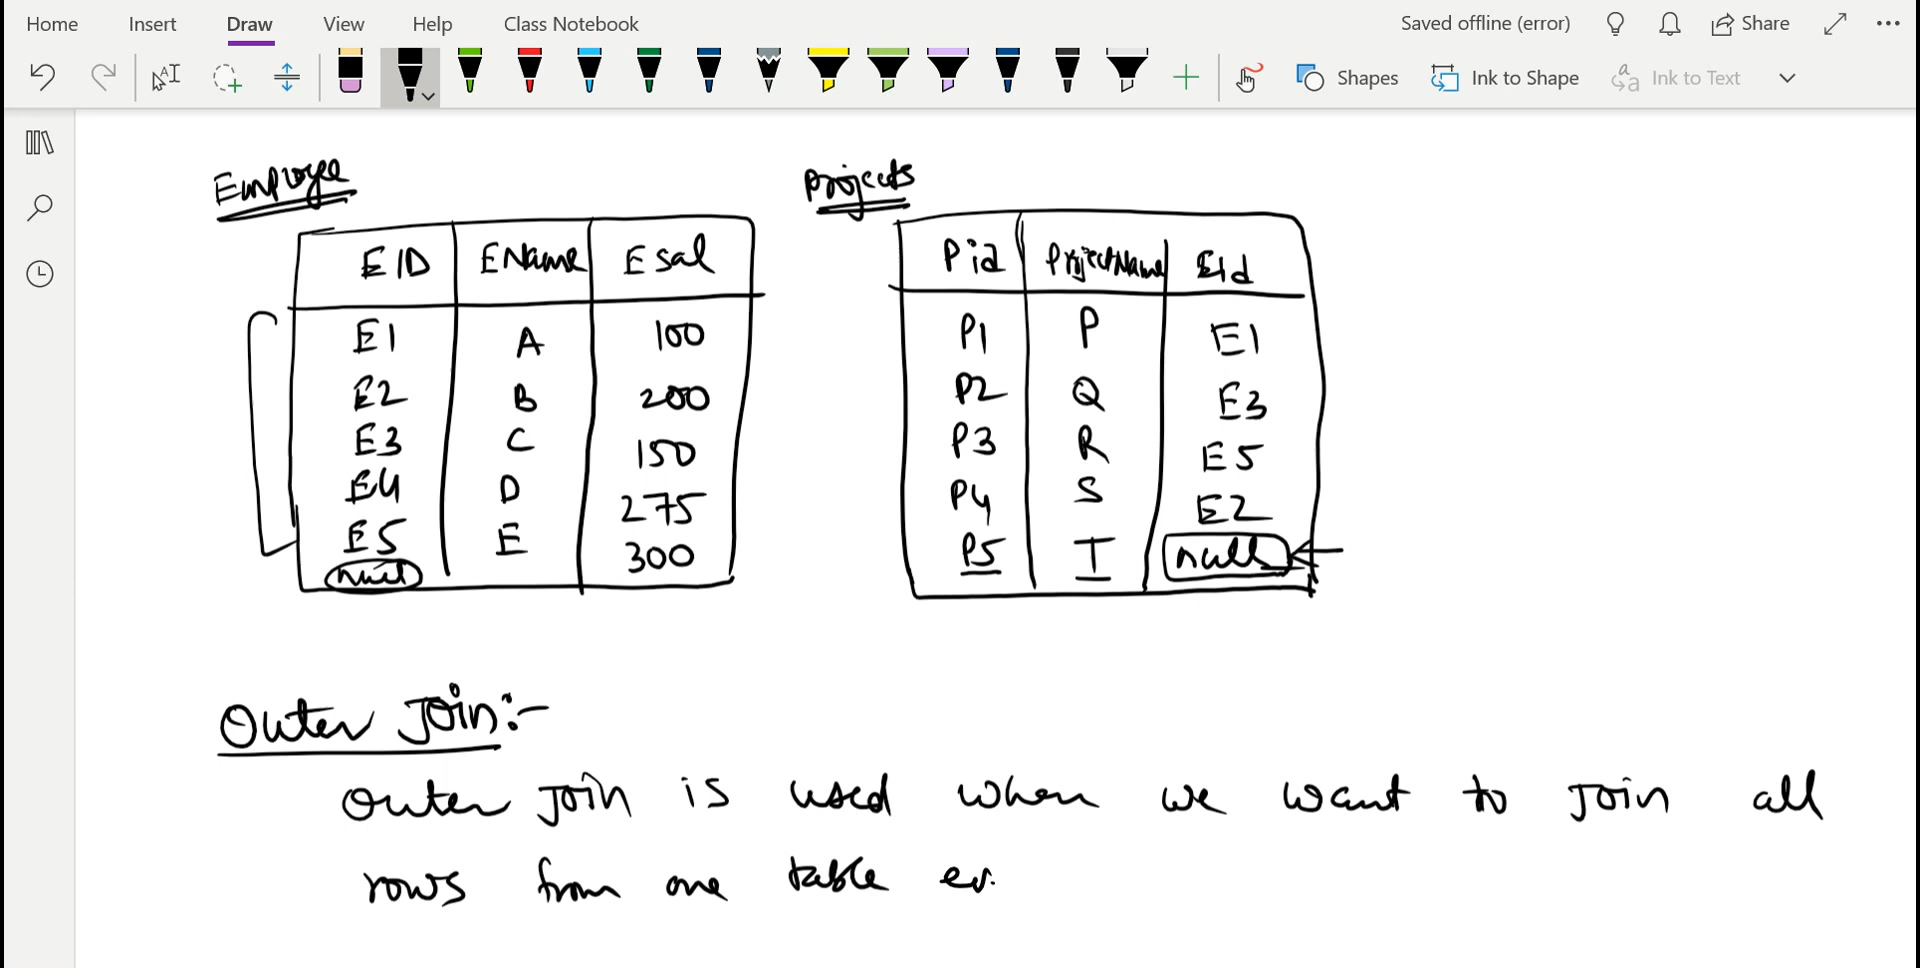 Home Insert Draw View Help Class Notebook Saved offline (error) Share
Shapes Ink to Shape Ink to Text
Employee Projects
EID EName Esal Pid ProjectName EId
E1 A 100 P1 P E1
E2 B 200 P2 Q E3
E3 C 150 P3 R E5
E4 D 275 P4 S E2
E5 E 300 P5 T null
null
Outer Join:-
Outer Join is used when we want to Join all
rows from one table ev.